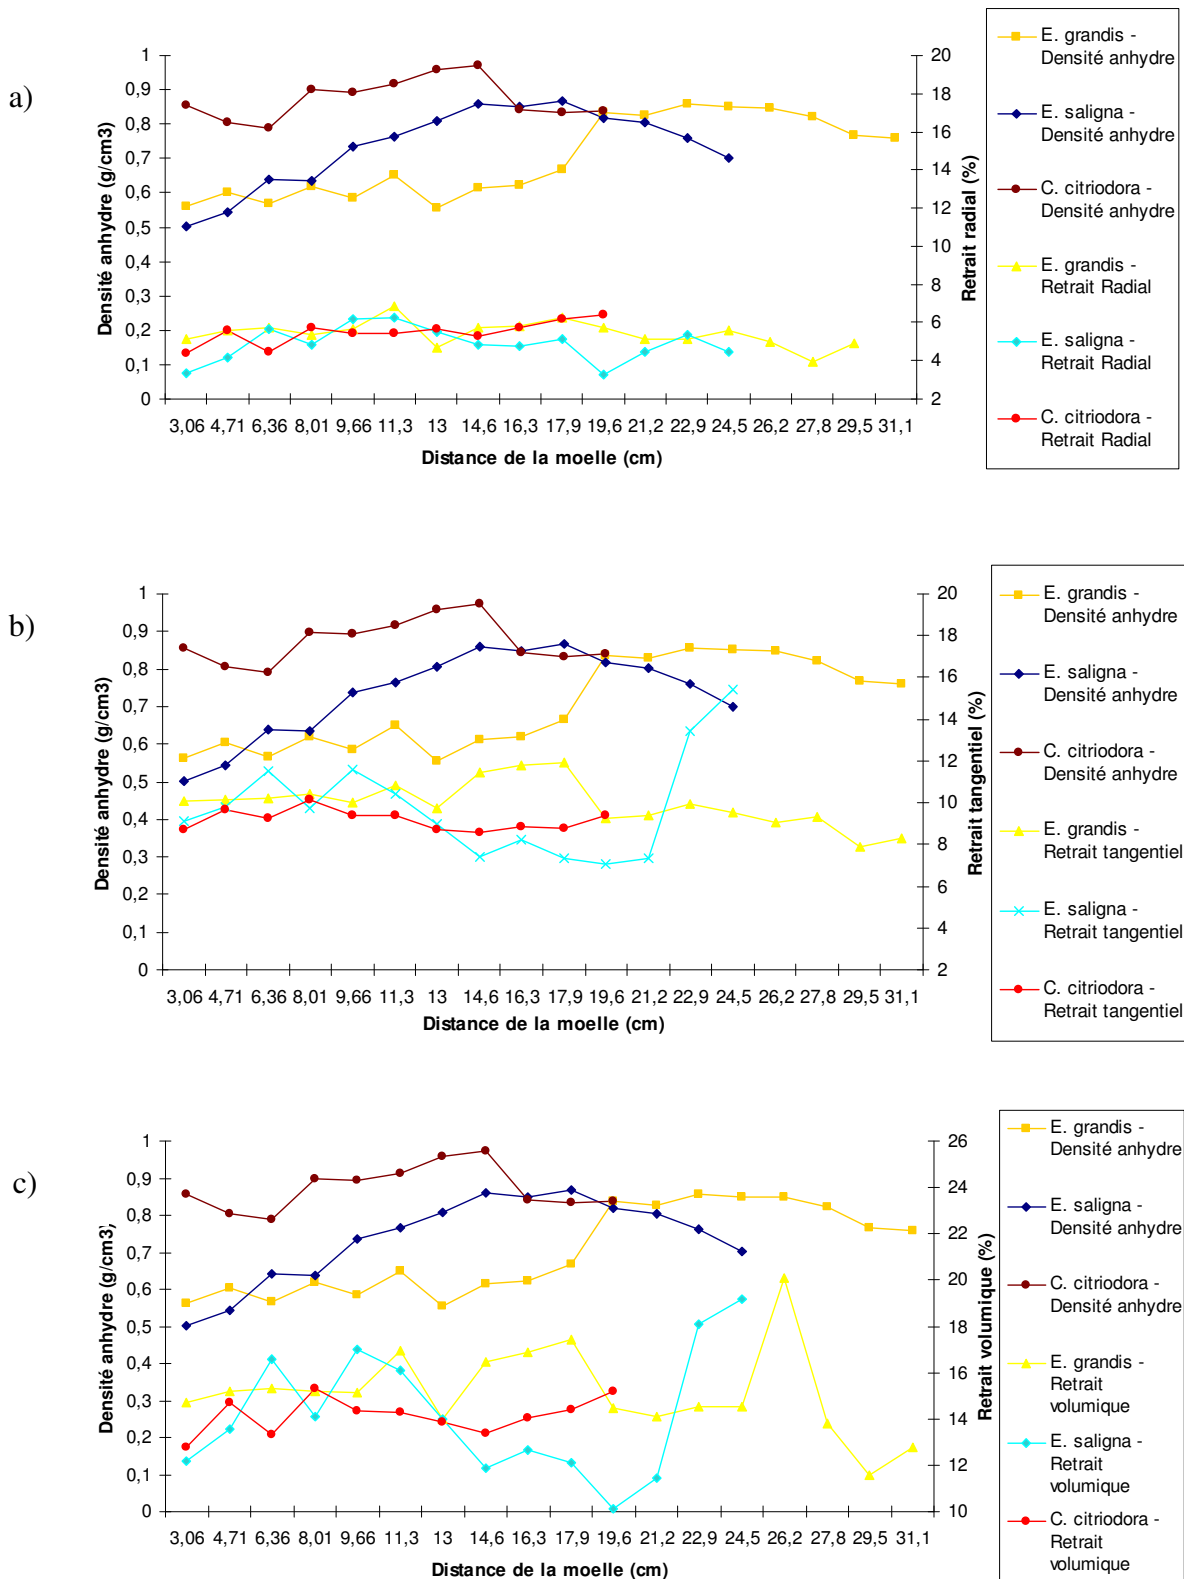 a)
1
0,9
0,8
0,7
0,6
0,5
0,4
0,3
0,2
0,1
0
Densité anhydre (g/cm3)
20
18
16
14
12
10
8
6
4
2
Retrait radial (%)
3,06 4,71 6,36 8,01 9,66 11,3 13 14,6 16,3 17,9 19,6 21,2 22,9 24,5 26,2 27,8 29,5 31,1
Distance de la moelle (cm)
E. grandis -
Densité anhydre
E. saligna -
Densité anhydre
C. citriodora -
Densité anhydre
E. grandis -
Retrait Radial
E. saligna -
Retrait Radial
C. citriodora -
Retrait Radial
b)
1
0,9
0,8
0,7
0,6
0,5
0,4
0,3
0,2
0,1
0
Densité anhydre (g/cm3)
20
18
16
14
12
10
8
6
4
2
Retrait tangentiel (%)
3,06 4,71 6,36 8,01 9,66 11,3 13 14,6 16,3 17,9 19,6 21,2 22,9 24,5 26,2 27,8 29,5 31,1
Distance de la moelle (cm)
E. grandis -
Densité anhydre
E. saligna -
Densité anhydre
C. citriodora -
Densité anhydre
E. grandis -
Retrait tangentiel
E. saligna -
Retrait tangentiel
C. citriodora -
Retrait tangentiel
c)
1
0,9
0,8
0,7
0,6
0,5
0,4
0,3
0,2
0,1
0
Densité anhydre (g/cm3)
26
24
22
20
18
16
14
12
10
Retrait volumique (%)
3,06 4,71 6,36 8,01 9,66 11,3 13 14,6 16,3 17,9 19,6 21,2 22,9 24,5 26,2 27,8 29,5 31,1
Distance de la moelle (cm)
E. grandis -
Densité anhydre
E. saligna -
Densité anhydre
C. citriodora -
Densité anhydre
E. grandis -
Retrait
volumique
E. saligna -
Retrait
volumique
C. citriodora -
Retrait
volumique